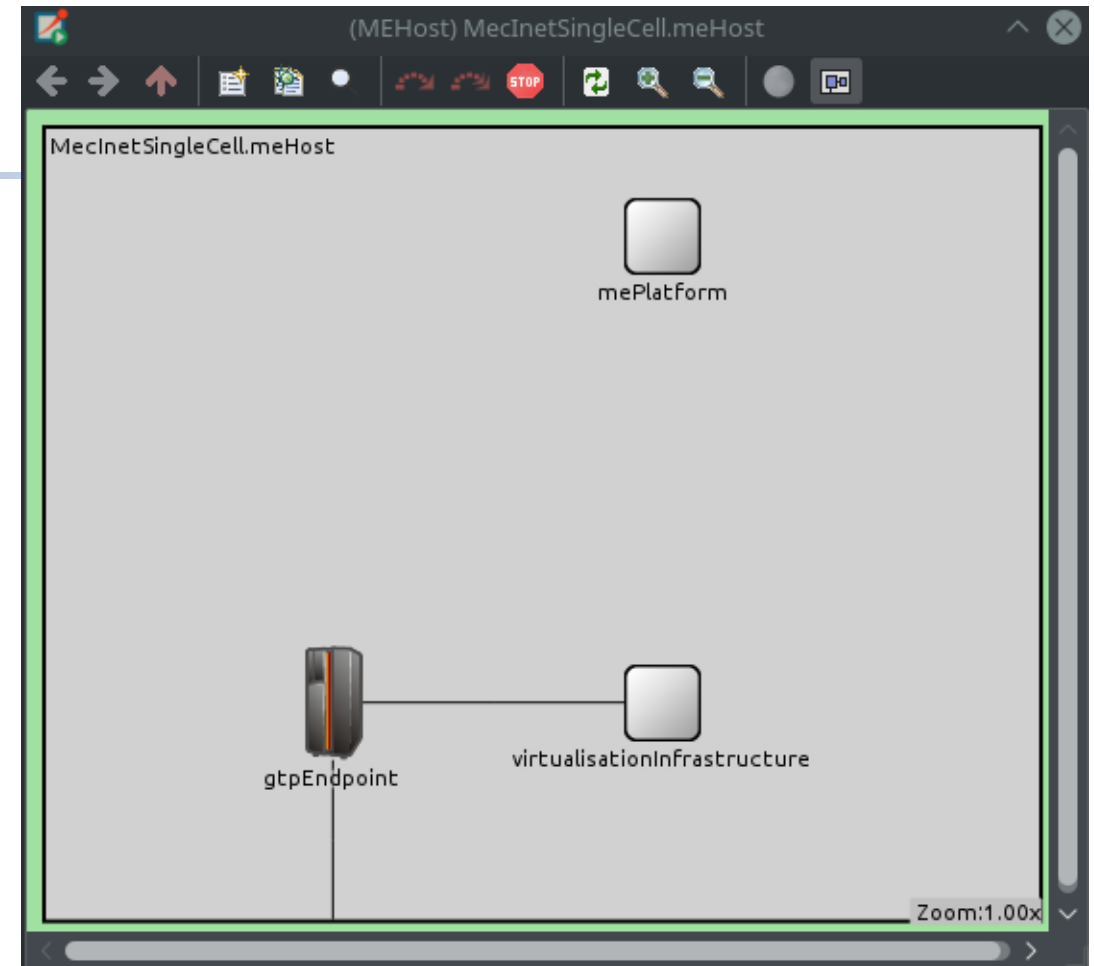 (MEHost) MecInetSingleCell.meHost
STOP
MecInetSingleCell.meHost
mePlatform
virtualisationInfrastructure
gtpEndpoint
Zoom:1.00x